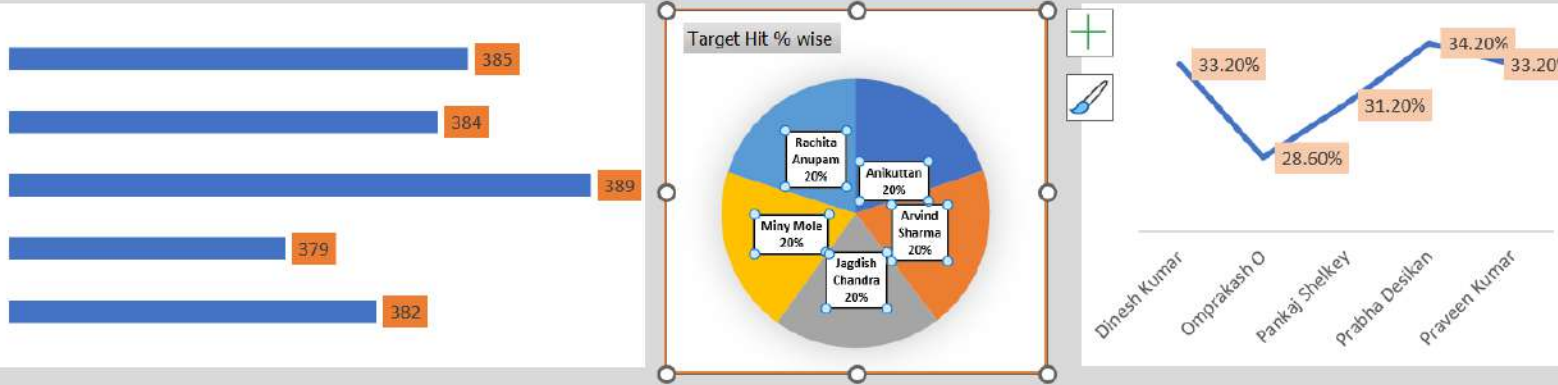 385
384
389
379
382
Target Hit % wise
Rachita
Anupam
20%
Anikuttan
20%
Arvind
Sharma
20%
Miny Mole
20%
Jagdish
Chandra
20%
33.20%
28.60%
31.20%
34.20%
33.20%
Dinesh Kumar
Omprakash O
Pankaj Shelkey
Prabha Desikan
Praveen Kumar